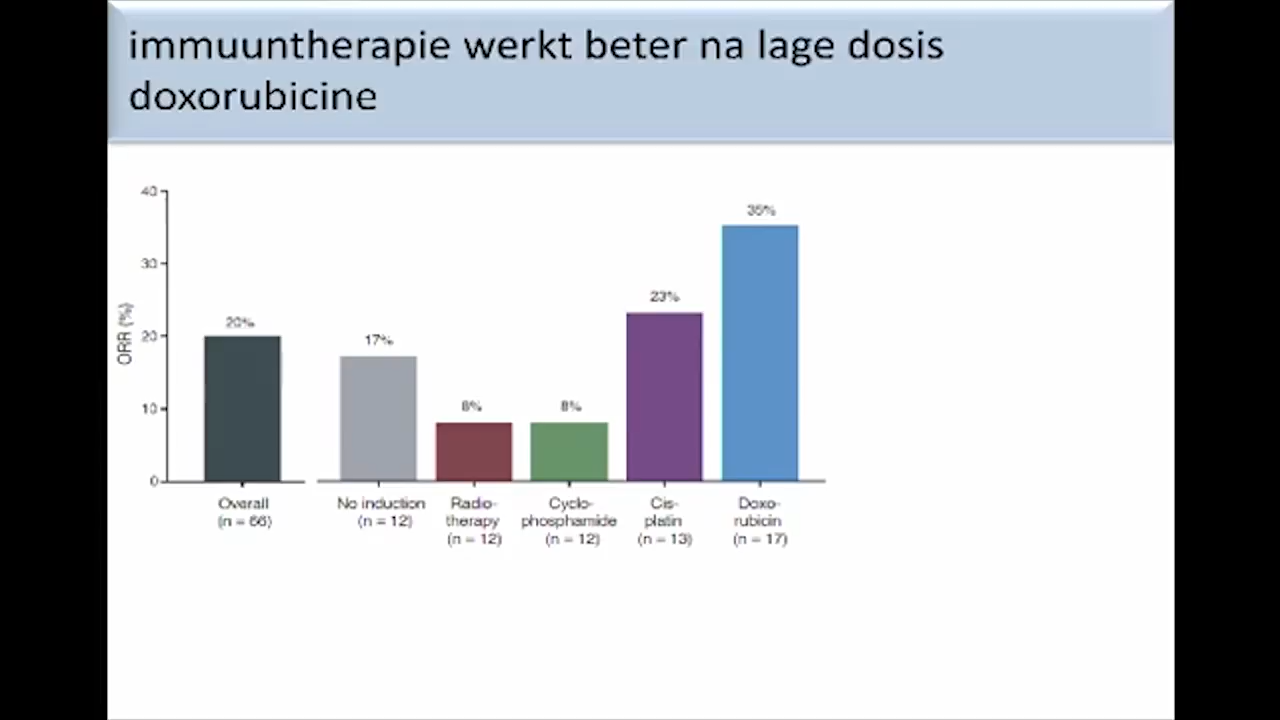 immuuntherapie werkt beter na lage dosis
doxorubicine
40
30
20
10
0
ORR (%)
20%
17%
8%
8%
23%
35%
Overall
(n = 66)
No induction
(n = 12)
Radio-
therapy
(n = 12)
Cyclo-
phosphamide
(n = 12)
Cis-
platin
(n = 13)
Doxo-
rubicin
(n = 17)